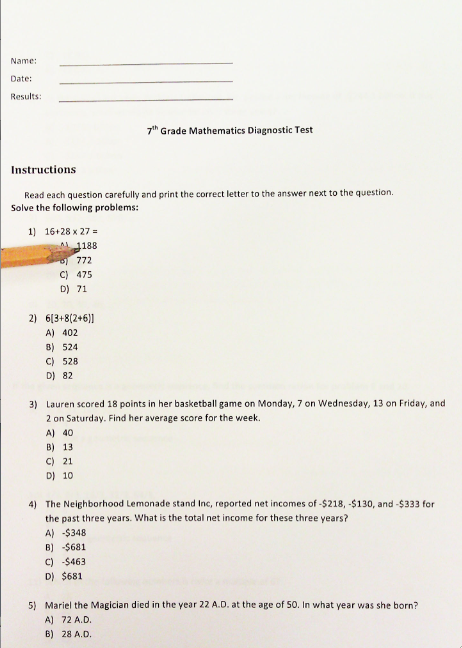 Name:
Date:
Results:
7th Grade Mathematics Diagnostic Test
Instructions
Read each question carefully and print the correct letter to the answer next to the question.
Solve the following problems:
1) 16+28 x 27 =
A) 1188
B) 772
C) 475
D) 71
2) 6[3+8(2+6)]
A) 402
B) 524
C) 528
D) 82
3) Lauren scored 18 points in her basketball game on Monday, 7 on Wednesday, 13 on Friday, and
2 on Saturday. Find her average score for the week.
A) 40
B) 13
C) 21
D) 10
4) The Neighborhood Lemonade stand Inc, reported net incomes of -$218, -$130, and -$333 for
the past three years. What is the total net income for these three years?
A) -$348
B) -$681
C) -$463
D) $681
5) Mariel the Magician died in the year 22 A.D. at the age of 50. In what year was she born?
A) 72 A.D.
B) 28 A.D.